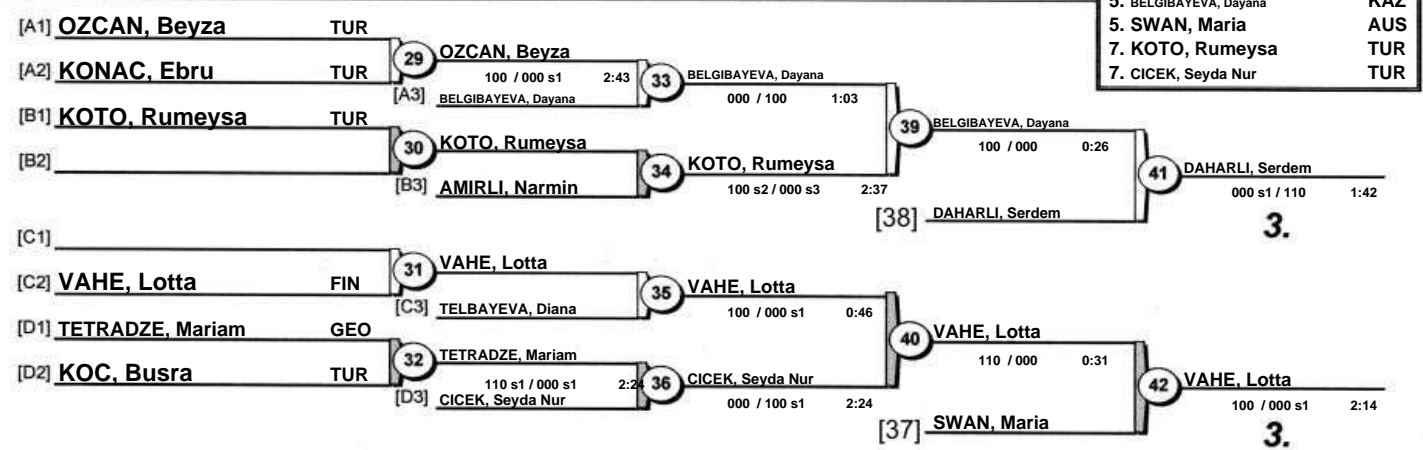 5. BELGIBAYEVA, Dayana KAZ
5. SWAN, Maria AUS
7. KOTO, Rumeysa TUR
7. CICEK, Seyda Nur TUR
[A1] OZCAN, Beyza TUR
29 OZCAN, Beyza
100 / 000 s1 2:43
[A2] KONAC, Ebru TUR
[A3] BELGIBAYEVA, Dayana
33 BELGIBAYEVA, Dayana
000 / 100 1:03
[B1] KOTO, Rumeysa TUR
30 KOTO, Rumeysa
[B2]
[B3] AMIRLI, Narmin
34 KOTO, Rumeysa
100 s2 / 000 s3 2:37
39 BELGIBAYEVA, Dayana
100 / 000 0:26
[38] DAHARLI, Serdem
41 DAHARLI, Serdem
000 s1 / 110 1:42
3.
[C1]
31 VAHE, Lotta
[C2] VAHE, Lotta FIN
[C3] TELBAYEVA, Diana
35 VAHE, Lotta
100 / 000 s1 0:46
[D1] TETRADZE, Mariam GEO
32 TETRADZE, Mariam
110 s1 / 000 s1 2:24
[D2] KOC, Busra TUR
[D3] CICEK, Seyda Nur
36 CICEK, Seyda Nur
000 / 100 s1 2:24
40 VAHE, Lotta
110 / 000 0:31
[37] SWAN, Maria
42 VAHE, Lotta
100 / 000 s1 2:14
3.